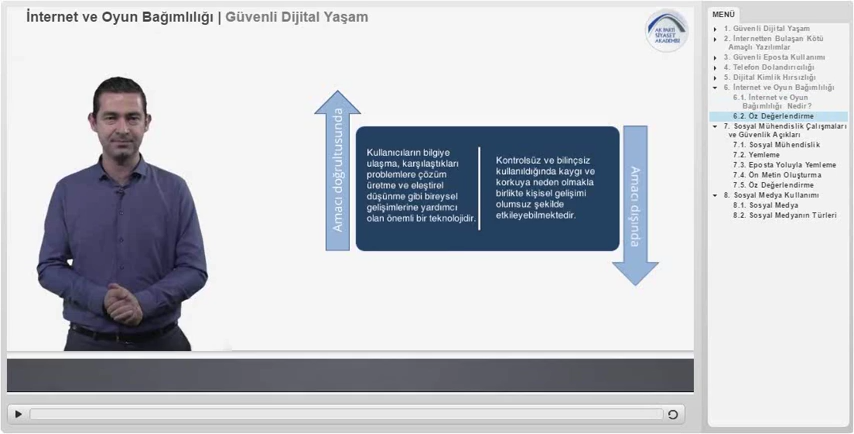 İnternet ve Oyun Bağımlılığı | Güvenli Dijital Yaşam
AK PARTİ
SİYASET
AKADEMİSİ
Amacı doğrultusunda
Kullanıcıların bilgiye
ulaşma, karşılaştıkları
problemlere çözüm
üretme ve eleştirel
düşünme gibi bireysel
gelişimlerine yardımcı
olan önemli bir teknolojidir.
Kontrolsüz ve bilinçsiz
kullanıldığında kaygı ve
korkuya neden olmakla
birlikte kişisel gelişimi
olumsuz şekilde
etkileyebilmektedir.
Amacı dışında
MENÜ
1. Güvenli Dijital Yaşam
2. İnternetten Bulaşan Kötü
Amaçlı Yazılımlar
3. Güvenli Eposta Kullanımı
4. Telefon Dolandırıcılığı
5. Dijital Kimlik Hırsızlığı
6. İnternet ve Oyun Bağımlılığı
6.1. İnternet ve Oyun
Bağımlılığı Nedir?
6.2. Öz Değerlendirme
7. Sosyal Mühendislik Çalışmaları
ve Güvenlik Açıkları
7.1. Sosyal Mühendislik
7.2. Yemleme
7.3. Eposta Yoluyla Yemleme
7.4. Ön Metin Oluşturma
7.5. Öz Değerlendirme
8. Sosyal Medya Kullanımı
8.1. Sosyal Medya
8.2. Sosyal Medyanın Türleri